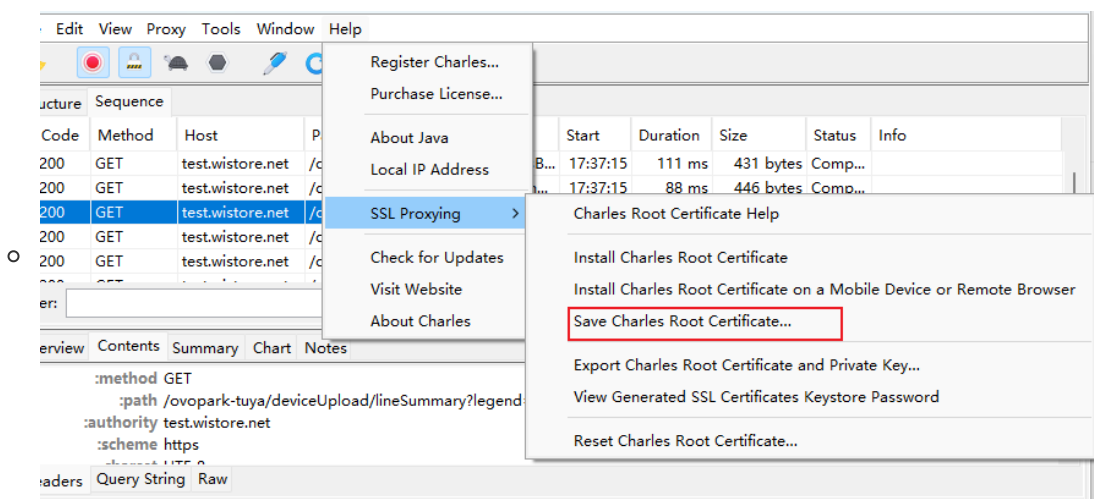 Edit View Proxy Tools Window Help
Register Charles...
Purchase License...
About Java
Local IP Address
SSL Proxying >
Check for Updates
Visit Website
About Charles
Charles Root Certificate Help
Install Charles Root Certificate
Install Charles Root Certificate on a Mobile Device or Remote Browser
Save Charles Root Certificate...
Export Charles Root Certificate and Private Key...
View Generated SSL Certificates Keystore Password
Reset Charles Root Certificate...
ucture Sequence
Code Method Host P Start Duration Size Status Info
200 GET test.wistore.net /c B... 17:37:15 111 ms 431 bytes Comp...
200 GET test.wistore.net /c ... 17:37:15 88 ms 446 bytes Comp...
200 GET test.wistore.net /c
200 GET test.wistore.net /c
200 GET test.wistore.net /c
er:
erview Contents Summary Chart Notes
:method GET
:path /ovopark-tuya/deviceUpload/lineSummary?legend
:authority test.wistore.net
:scheme https
eaders Query String Raw